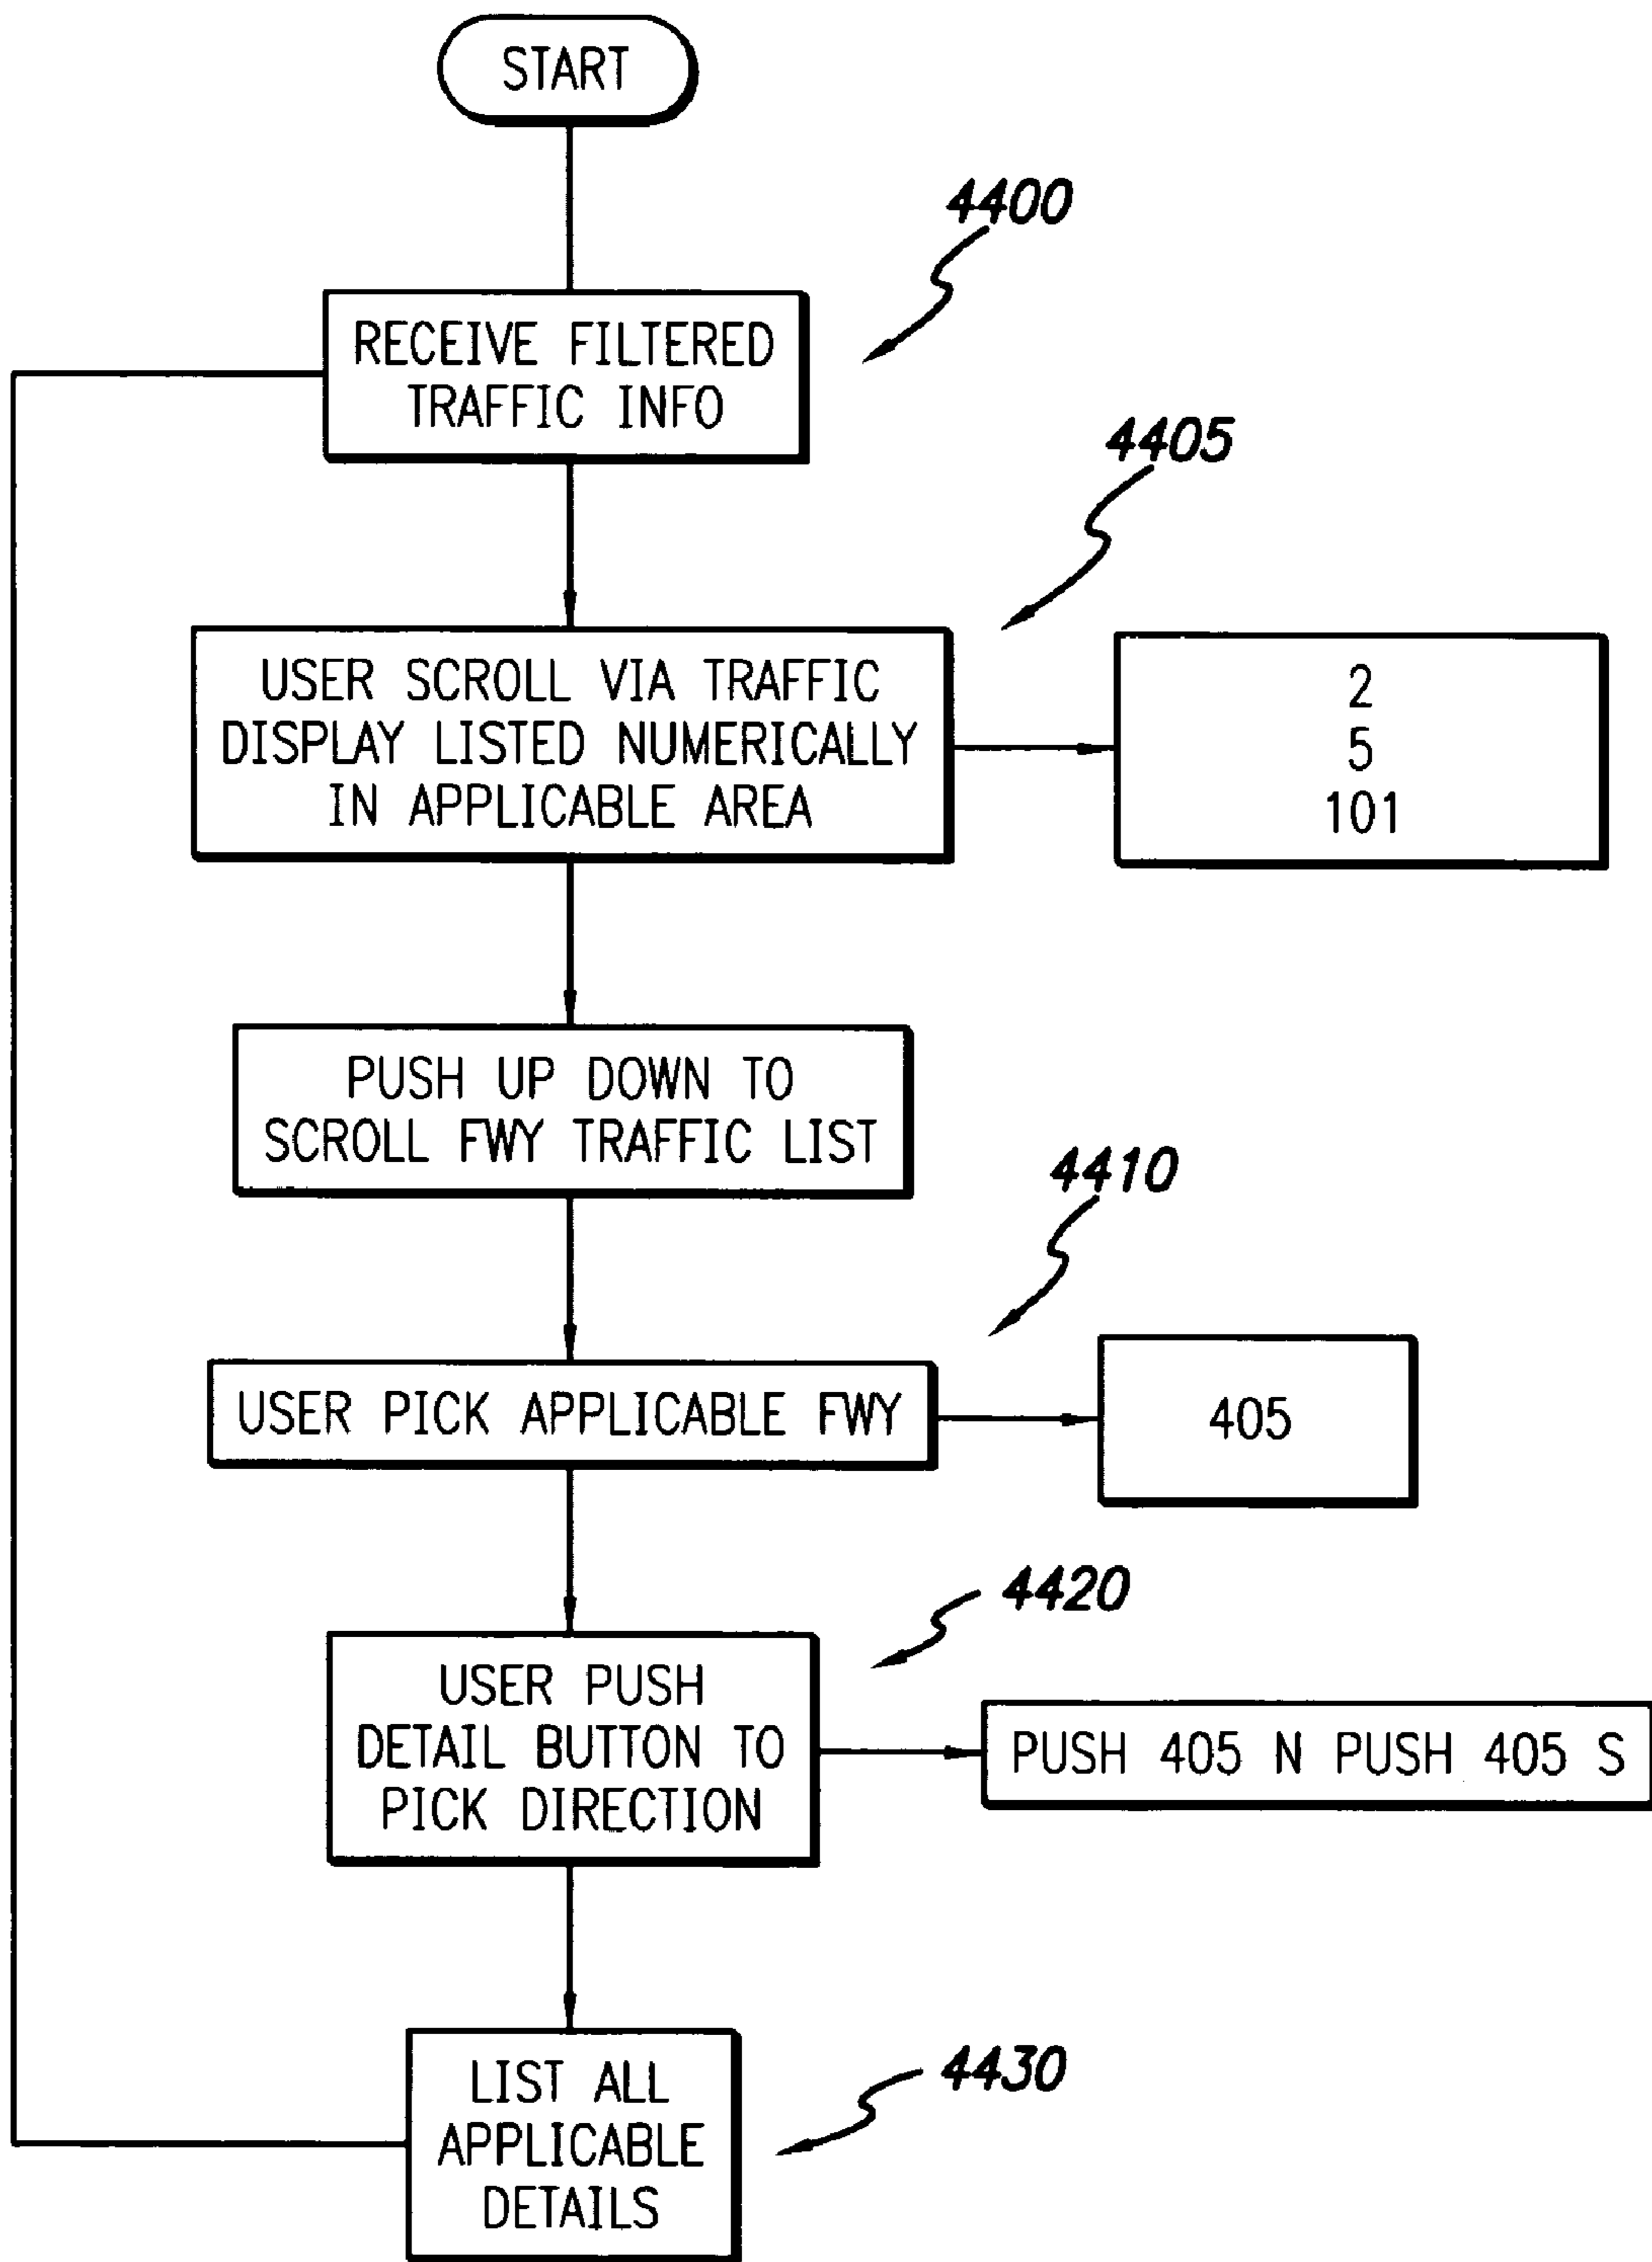 START
4400
RECEIVE FILTERED
TRAFFIC INFO
4405
USER SCROLL VIA TRAFFIC
DISPLAY LISTED NUMERICALLY
IN APPLICABLE AREA
2
5
101
PUSH UP DOWN TO
SCROLL FWY TRAFFIC LIST
4410
USER PICK APPLICABLE FWY
405
4420
USER PUSH
DETAIL BUTTON TO
PICK DIRECTION
PUSH 405 N PUSH 405 S
4430
LIST ALL
APPLICABLE
DETAILS